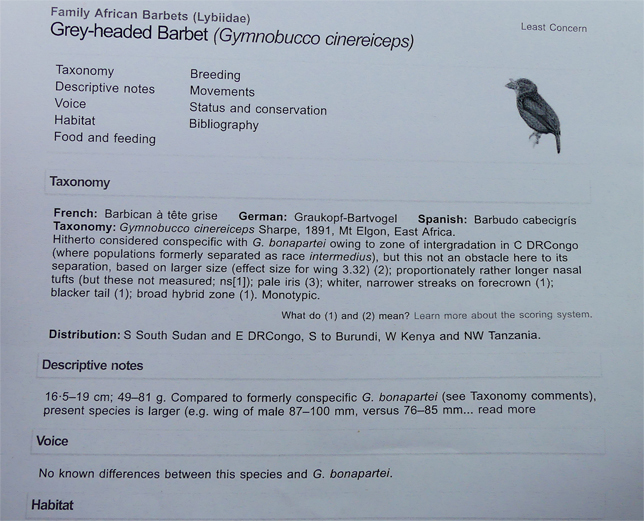 Family African Barbets (Lybiidae)
Grey-headed Barbet (Gymnobucco cinereiceps)
Least Concern
Taxonomy
Descriptive notes
Voice
Habitat
Food and feeding
Breeding
Movements
Status and conservation
Bibliography
Taxonomy
French: Barbican à tête grise German: Graukopf-Bartvogel Spanish: Barbudo cabecigrís
Taxonomy: Gymnobucco cinereiceps Sharpe, 1891, Mt Elgon, East Africa.
Hitherto considered conspecific with G. bonapartei owing to zone of intergradation in C DRCongo
(where populations formerly separated as race intermedius), but this not an obstacle here to its
separation, based on larger size (effect size for wing 3.32) (2); proportionately rather longer nasal
tufts (but these not measured; ns[1]); pale iris (3); whiter, narrower streaks on forecrown (1);
blacker tail (1); broad hybrid zone (1). Monotypic.
What do (1) and (2) mean? Learn more about the scoring system.
Distribution: S South Sudan and E DRCongo, S to Burundi, W Kenya and NW Tanzania.
Descriptive notes
16·5–19 cm; 49–81 g. Compared to formerly conspecific G. bonapartei (see Taxonomy comments),
present species is larger (e.g. wing of male 87–100 mm, versus 76–85 mm... read more
Voice
No known differences between this species and G. bonapartei.
Habitat